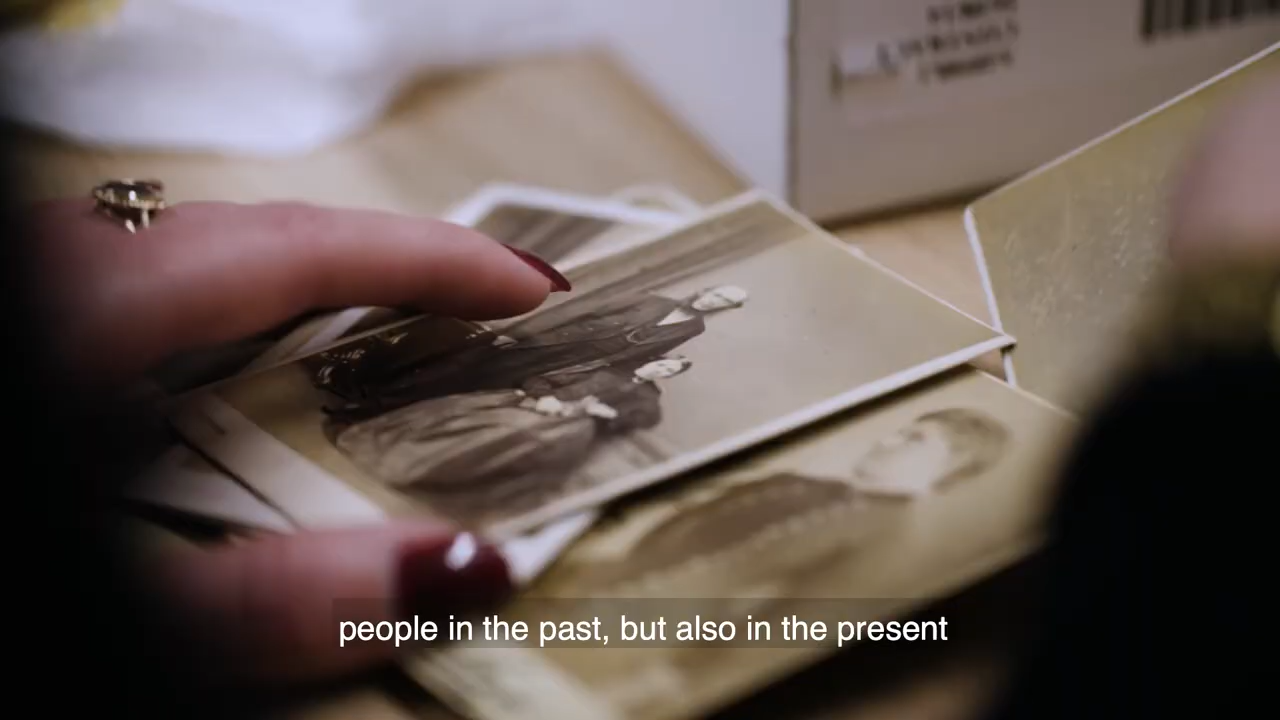 people in the past, but also in the present